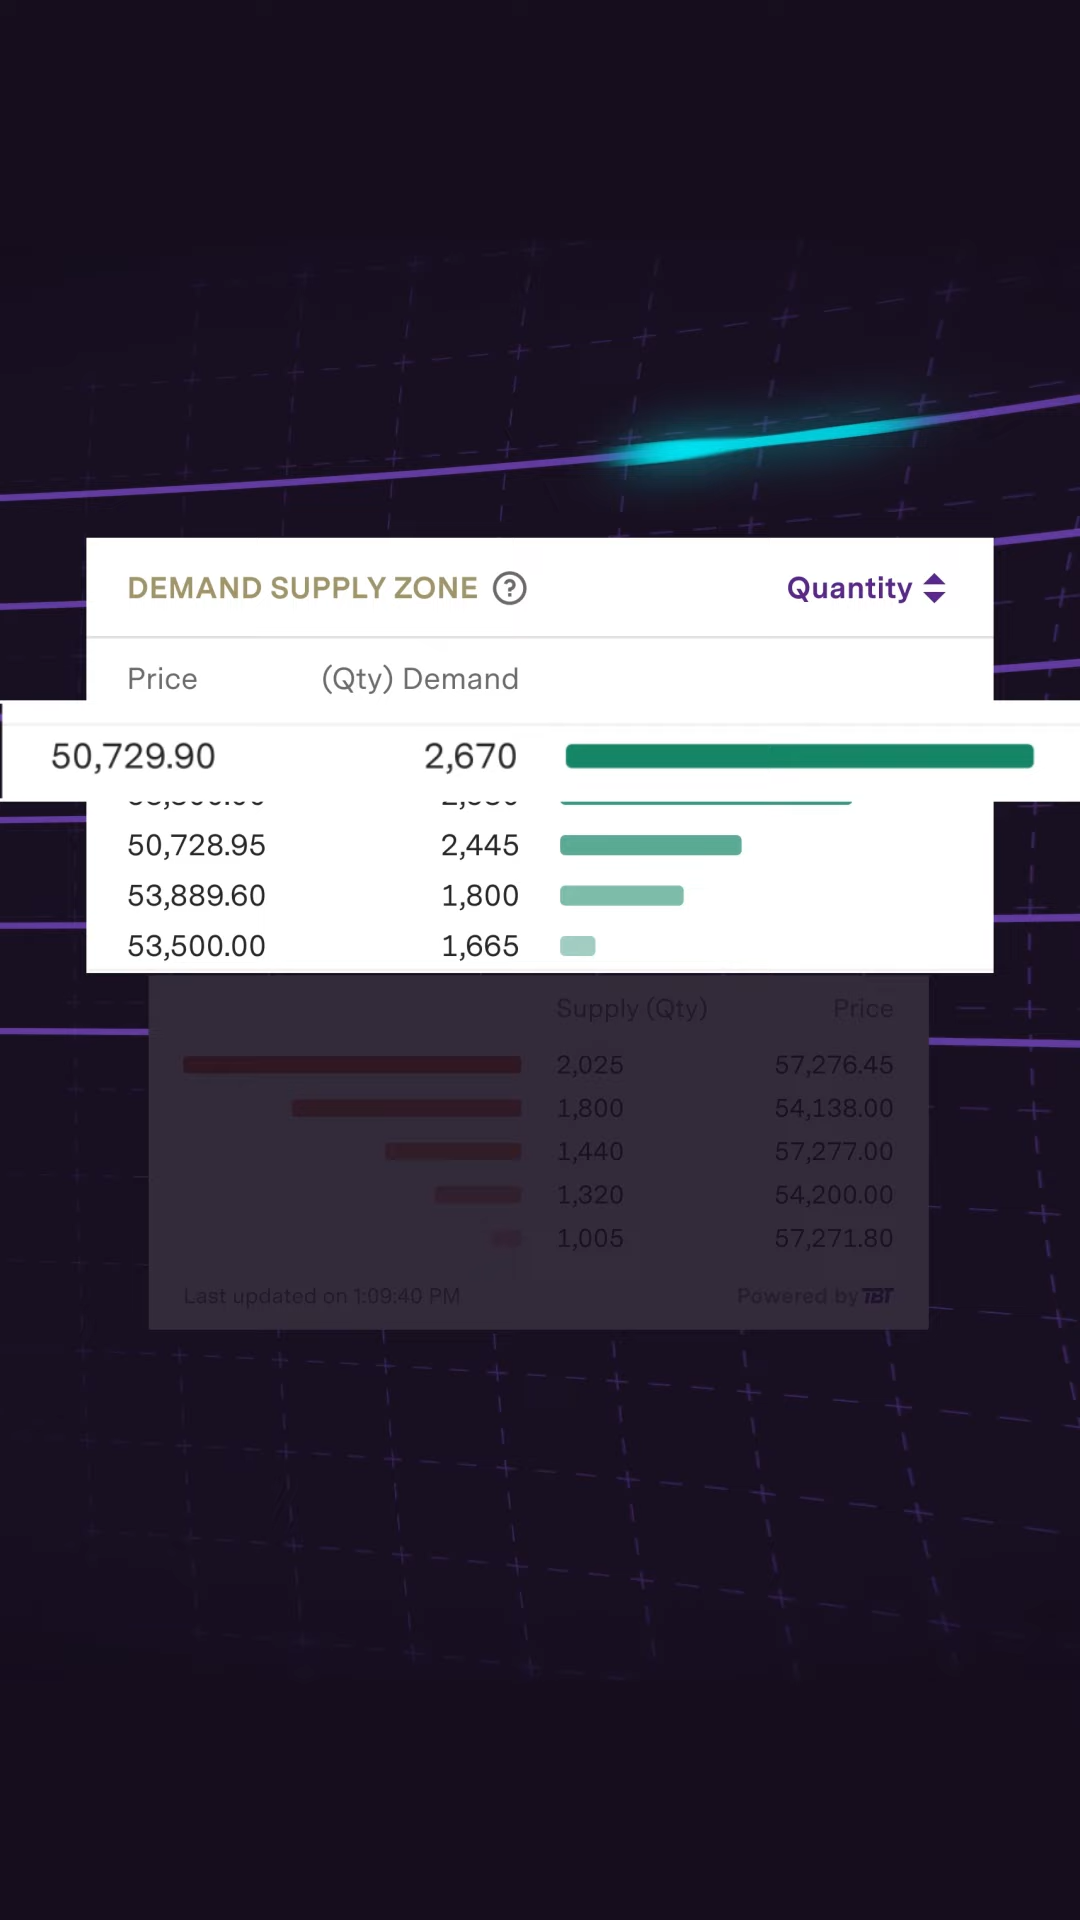 DEMAND SUPPLY ZONE ? Quantity
Price (Qty) Demand
50,729.90 2,670
50,728.95 2,445
53,889.60 1,800
53,500.00 1,665
Supply (Qty) Price
2,025 57,276.45
1,800 54,138.00
1,440 57,277.00
1,320 54,200.00
1,005 57,271.80
Last updated on 1:09:40 PM Powered by TBT